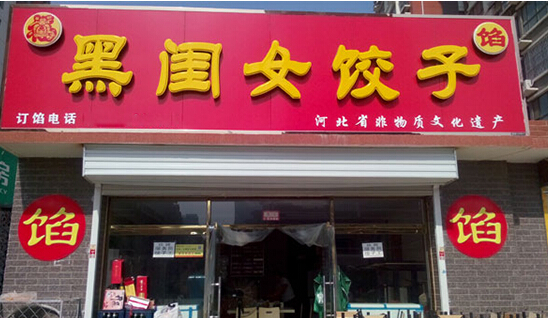 黑闺女饺子
馅
订馅电话
河北省非物质文化遗产
馅
馅